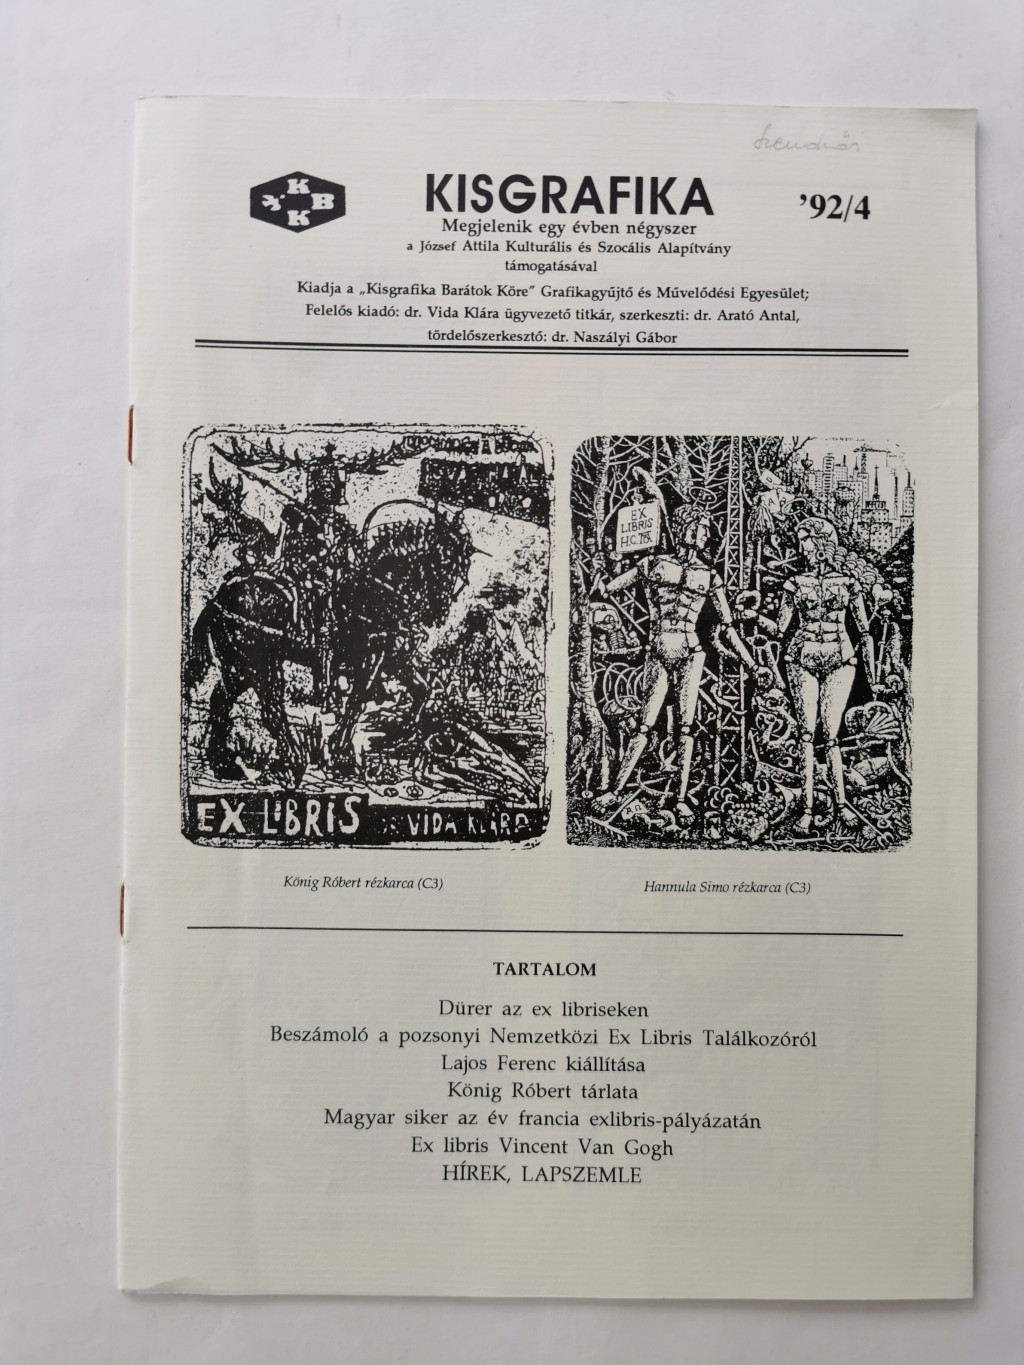 K
K
B
K
KISGRAFIKA
'92/4
Megjelenik egy évben négyszer
a József Attila Kulturális és Szocális Alapítvány
támogatásával
Kiadja a „Kisgrafika Barátok Köre" Grafikagyűjtő és Művelődési Egyesület;
Felelős kiadó: dr. Vida Klára ügyvezető titkár, szerkeszti: dr. Arató Antal,
tördelőszerkesztő: dr. Naszályi Gábor
EX LIBRIS
VIDA KLÁRA
EX
LIBRIS
König Róbert rézkarca (C3)
Hannula Simo rézkarca (C3)
TARTALOM
Dürer az ex libriseken
Beszámoló a pozsonyi Nemzetközi Ex Libris Találkozóról
Lajos Ferenc kiállítása
König Róbert tárlata
Magyar siker az év francia exlibris-pályázatán
Ex libris Vincent Van Gogh
HÍREK, LAPSZEMLE